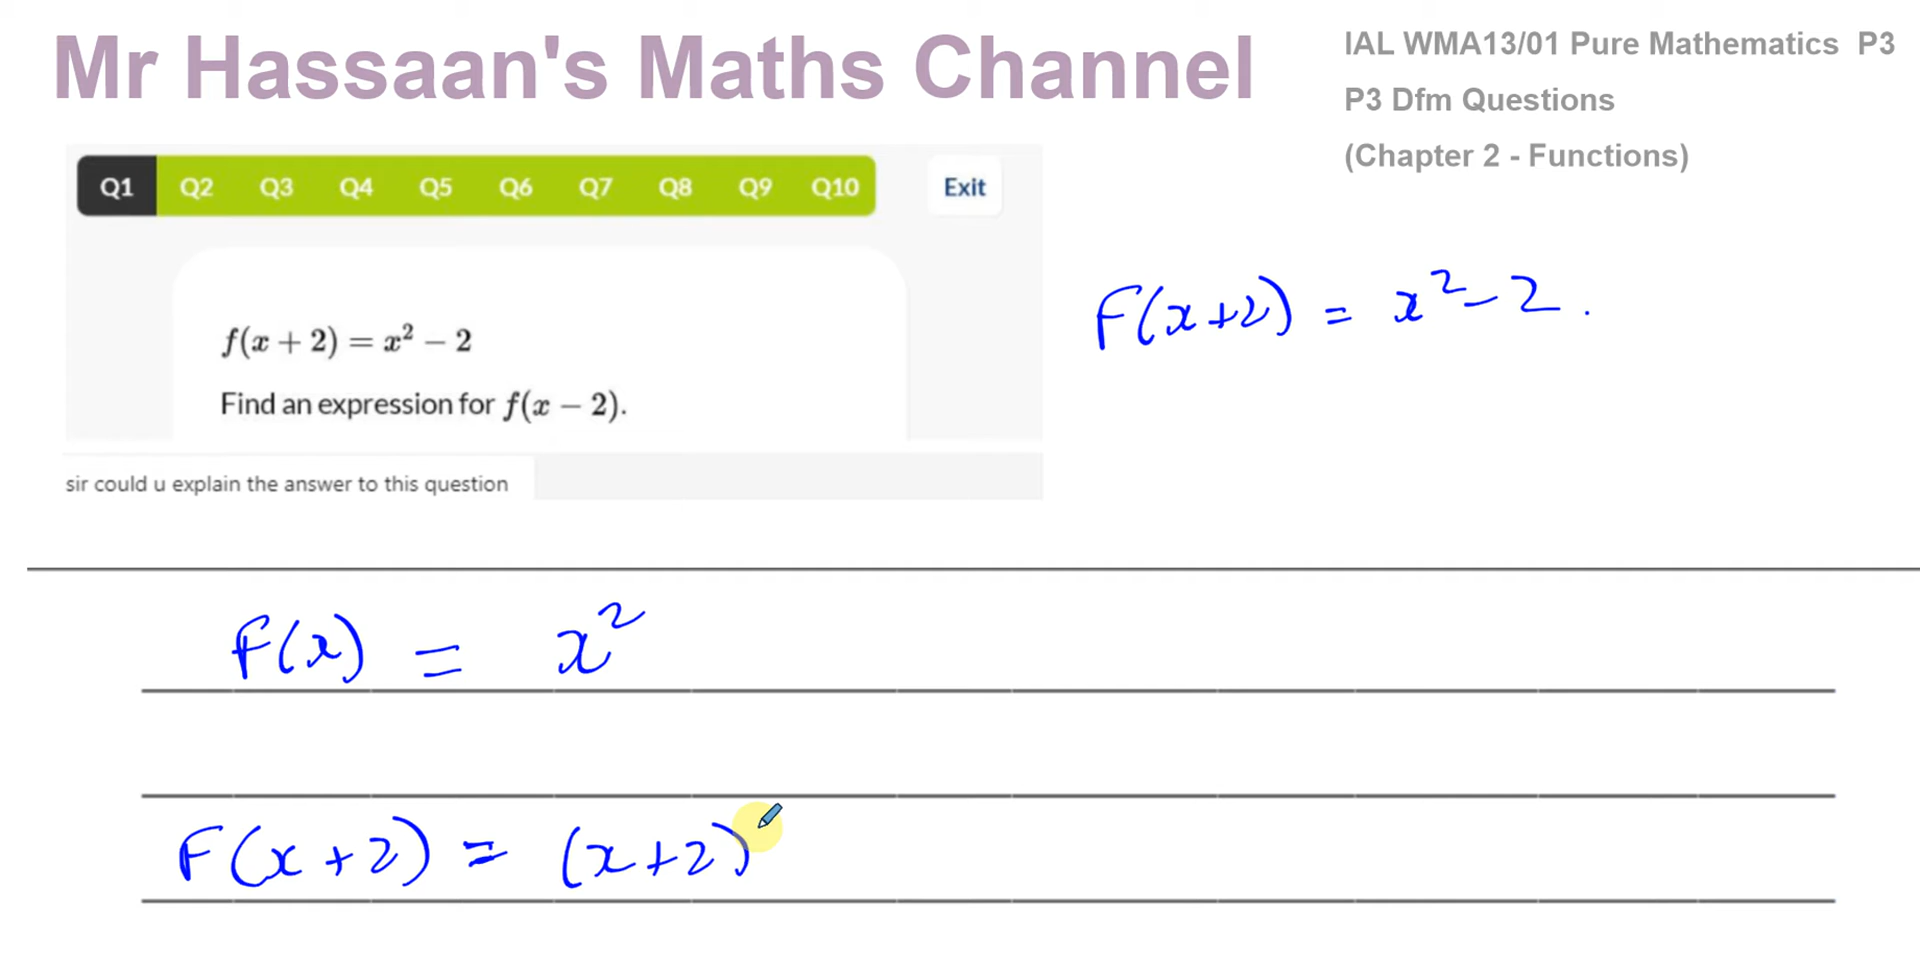 Mr Hassaan's Maths Channel
IAL WMA13/01 Pure Mathematics P3
P3 Dfm Questions
(Chapter 2 - Functions)
Q1 Q2 Q3 Q4 Q5 Q6 Q7 Q8 Q9 Q10 Exit
f(x + 2) = x² − 2
Find an expression for f(x − 2).
sir could u explain the answer to this question
F(x+2) = x² - 2 .
F(x) = x²
F(x+2) = (x+2)